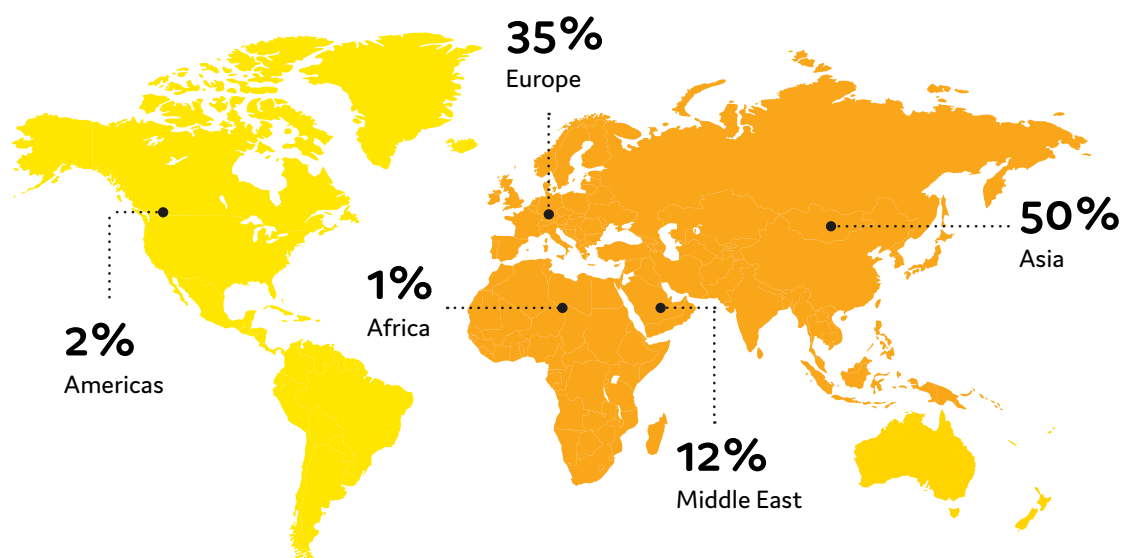 35%
Europe
50%
Asia
1%
Africa
2%
Americas
12%
Middle East